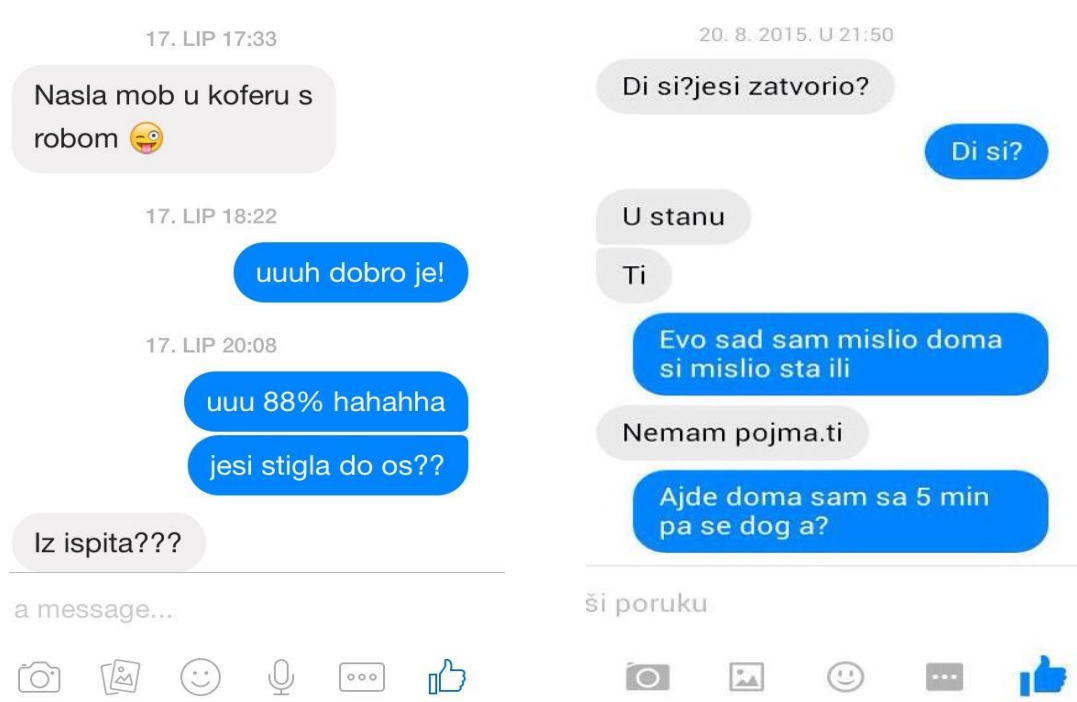 17. LIP 17:33
Nasla mob u koferu s
robom 😜
17. LIP 18:22
uuuh dobro je!
17. LIP 20:08
uuu 88% hahahha
jesi stigla do os??
Iz ispita???
a message...
20. 8. 2015. U 21:50
Di si?jesi zatvorio?
Di si?
U stanu
Ti
Evo sad sam mislio doma
si mislio sta ili
Nemam pojma.ti
Ajde doma sam sa 5 min
pa se dog a?
ši poruku